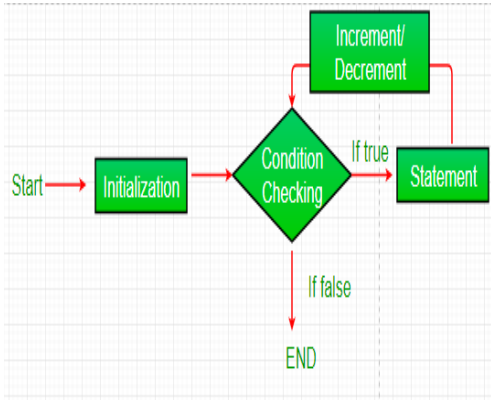 Increment/
Decrement
Start
Initialization
Condition
Checking
If true
Statement
If false
END